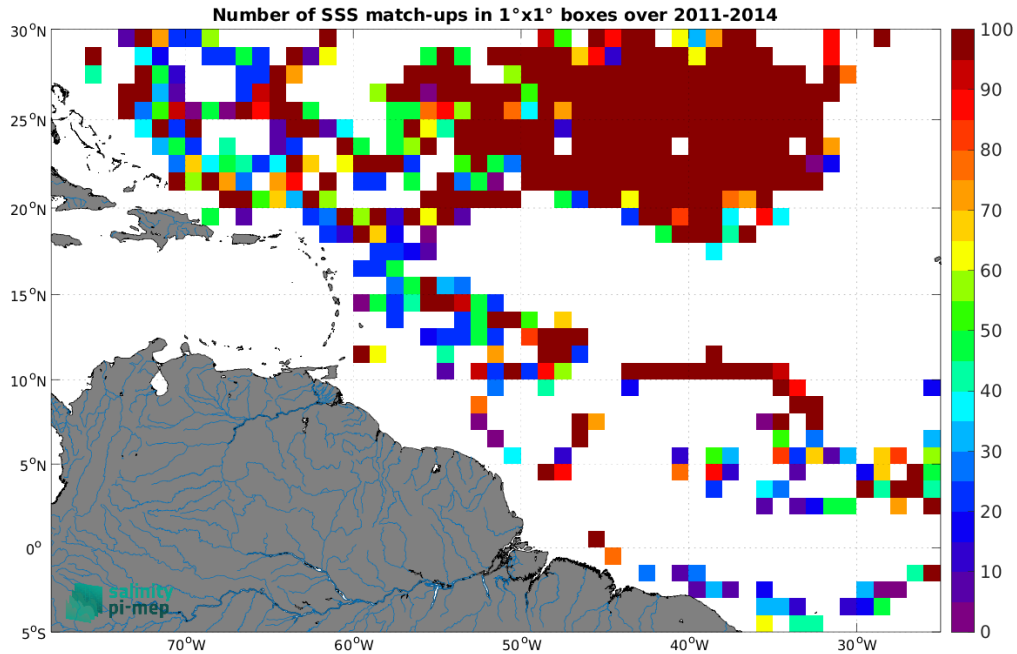 Number of SSS match-ups in 1°x1° boxes over 2011-2014
30°N
25°N
20°N
15°N
10°N
5°N
0°
5°S
70°W
60°W
50°W
40°W
30°W
100
90
80
70
60
50
40
30
20
10
0
salinity
pi-mep